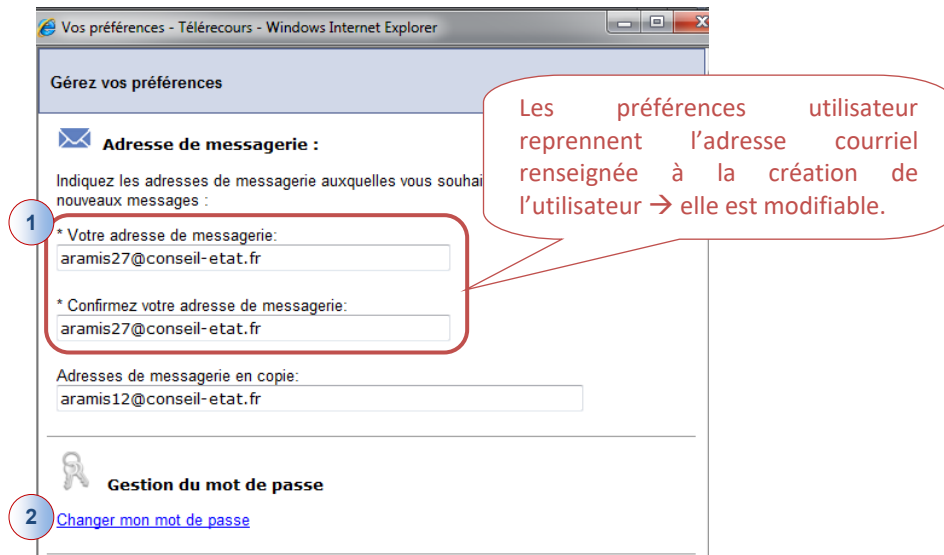 Vos préférences - Télérecours - Windows Internet Explorer
Gérez vos préférences
Les préférences utilisateur
reprennent l'adresse courriel
renseignée à la création de
l'utilisateur → elle est modifiable.
Adresse de messagerie :
Indiquez les adresses de messagerie auxquelles vous
nouveaux messages :
1
* Votre adresse de messagerie:
aramis27@conseil-etat.fr
* Confirmez votre adresse de messagerie:
aramis27@conseil-etat.fr
Adresses de messagerie en copie:
aramis12@conseil-etat.fr
Gestion du mot de passe
2
Changer mon mot de passe